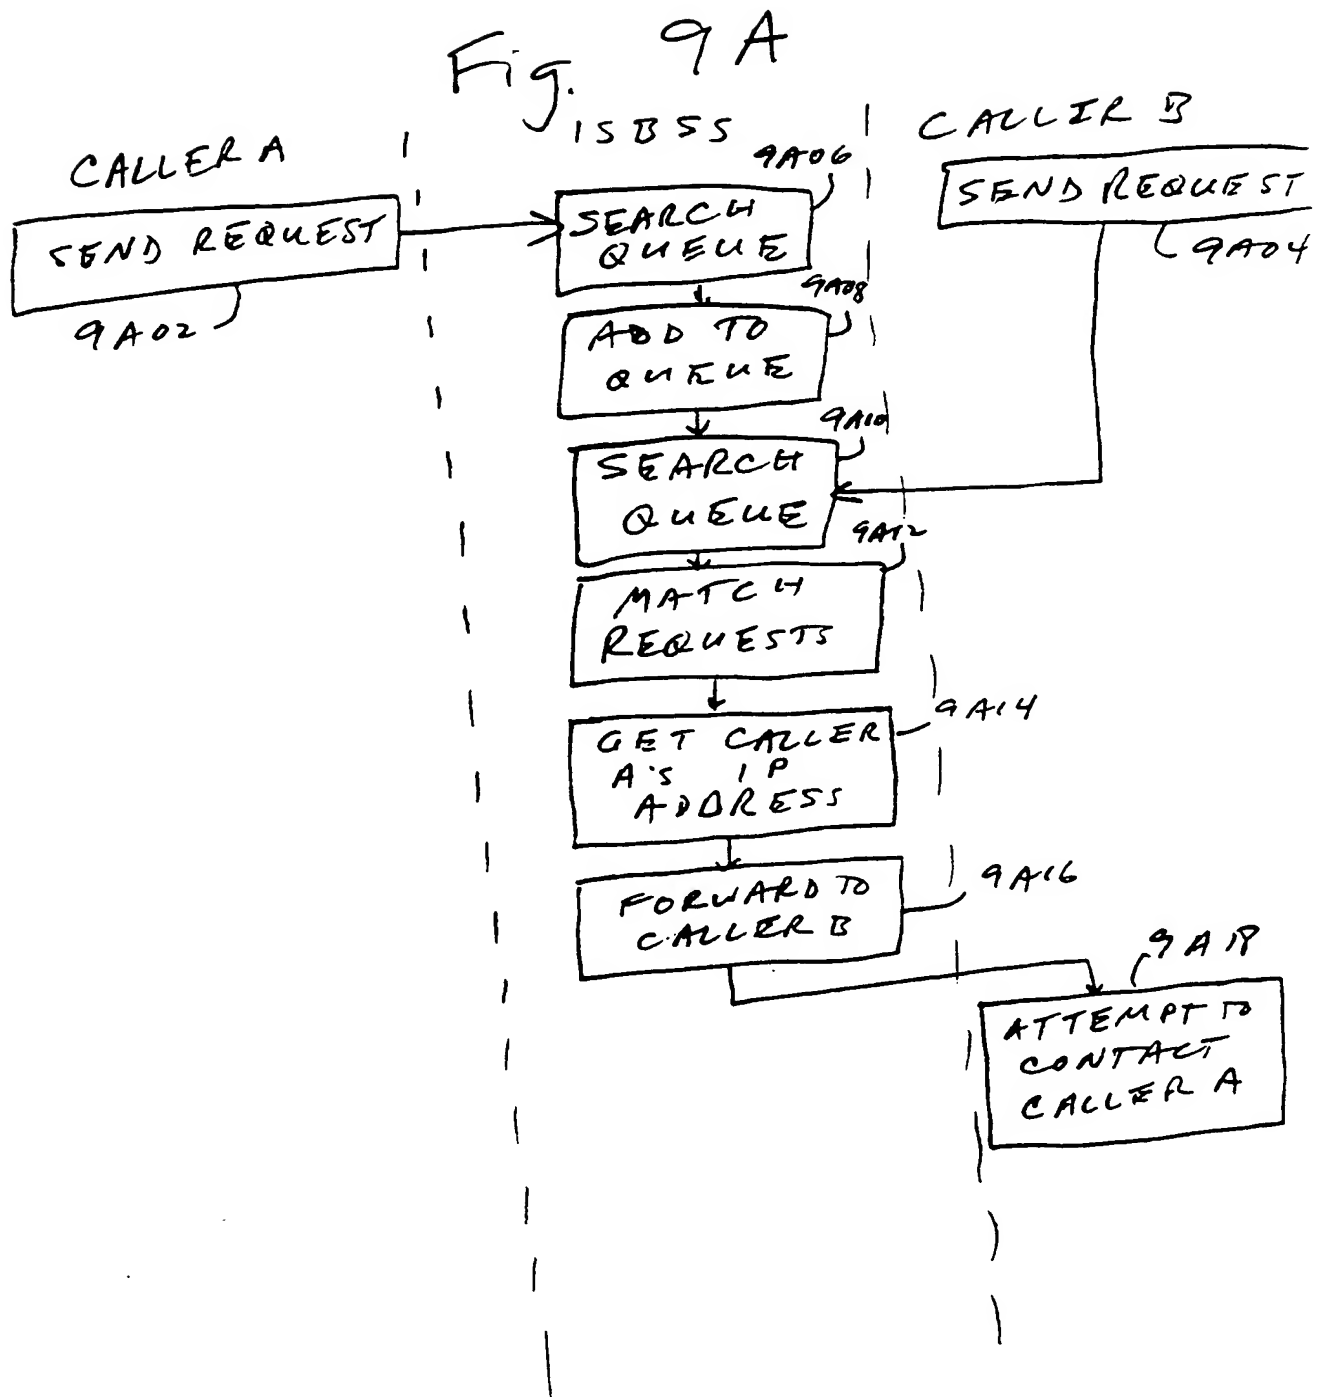 Fig. 9A
ISBSS
CALLER A
CALLER B
SEND REQUEST
9A02
SEARCH
QUEUE
9A06
SEND REQUEST
9A04
ADD TO
QUEUE
9A08
SEARCH
QUEUE
9A10
MATCH
REQUESTS
9A12
GET CALLER
A's IP
ADDRESS
9A14
FORWARD TO
CALLER B
9A16
ATTEMPT TO
CONTACT
CALLER A
9A18